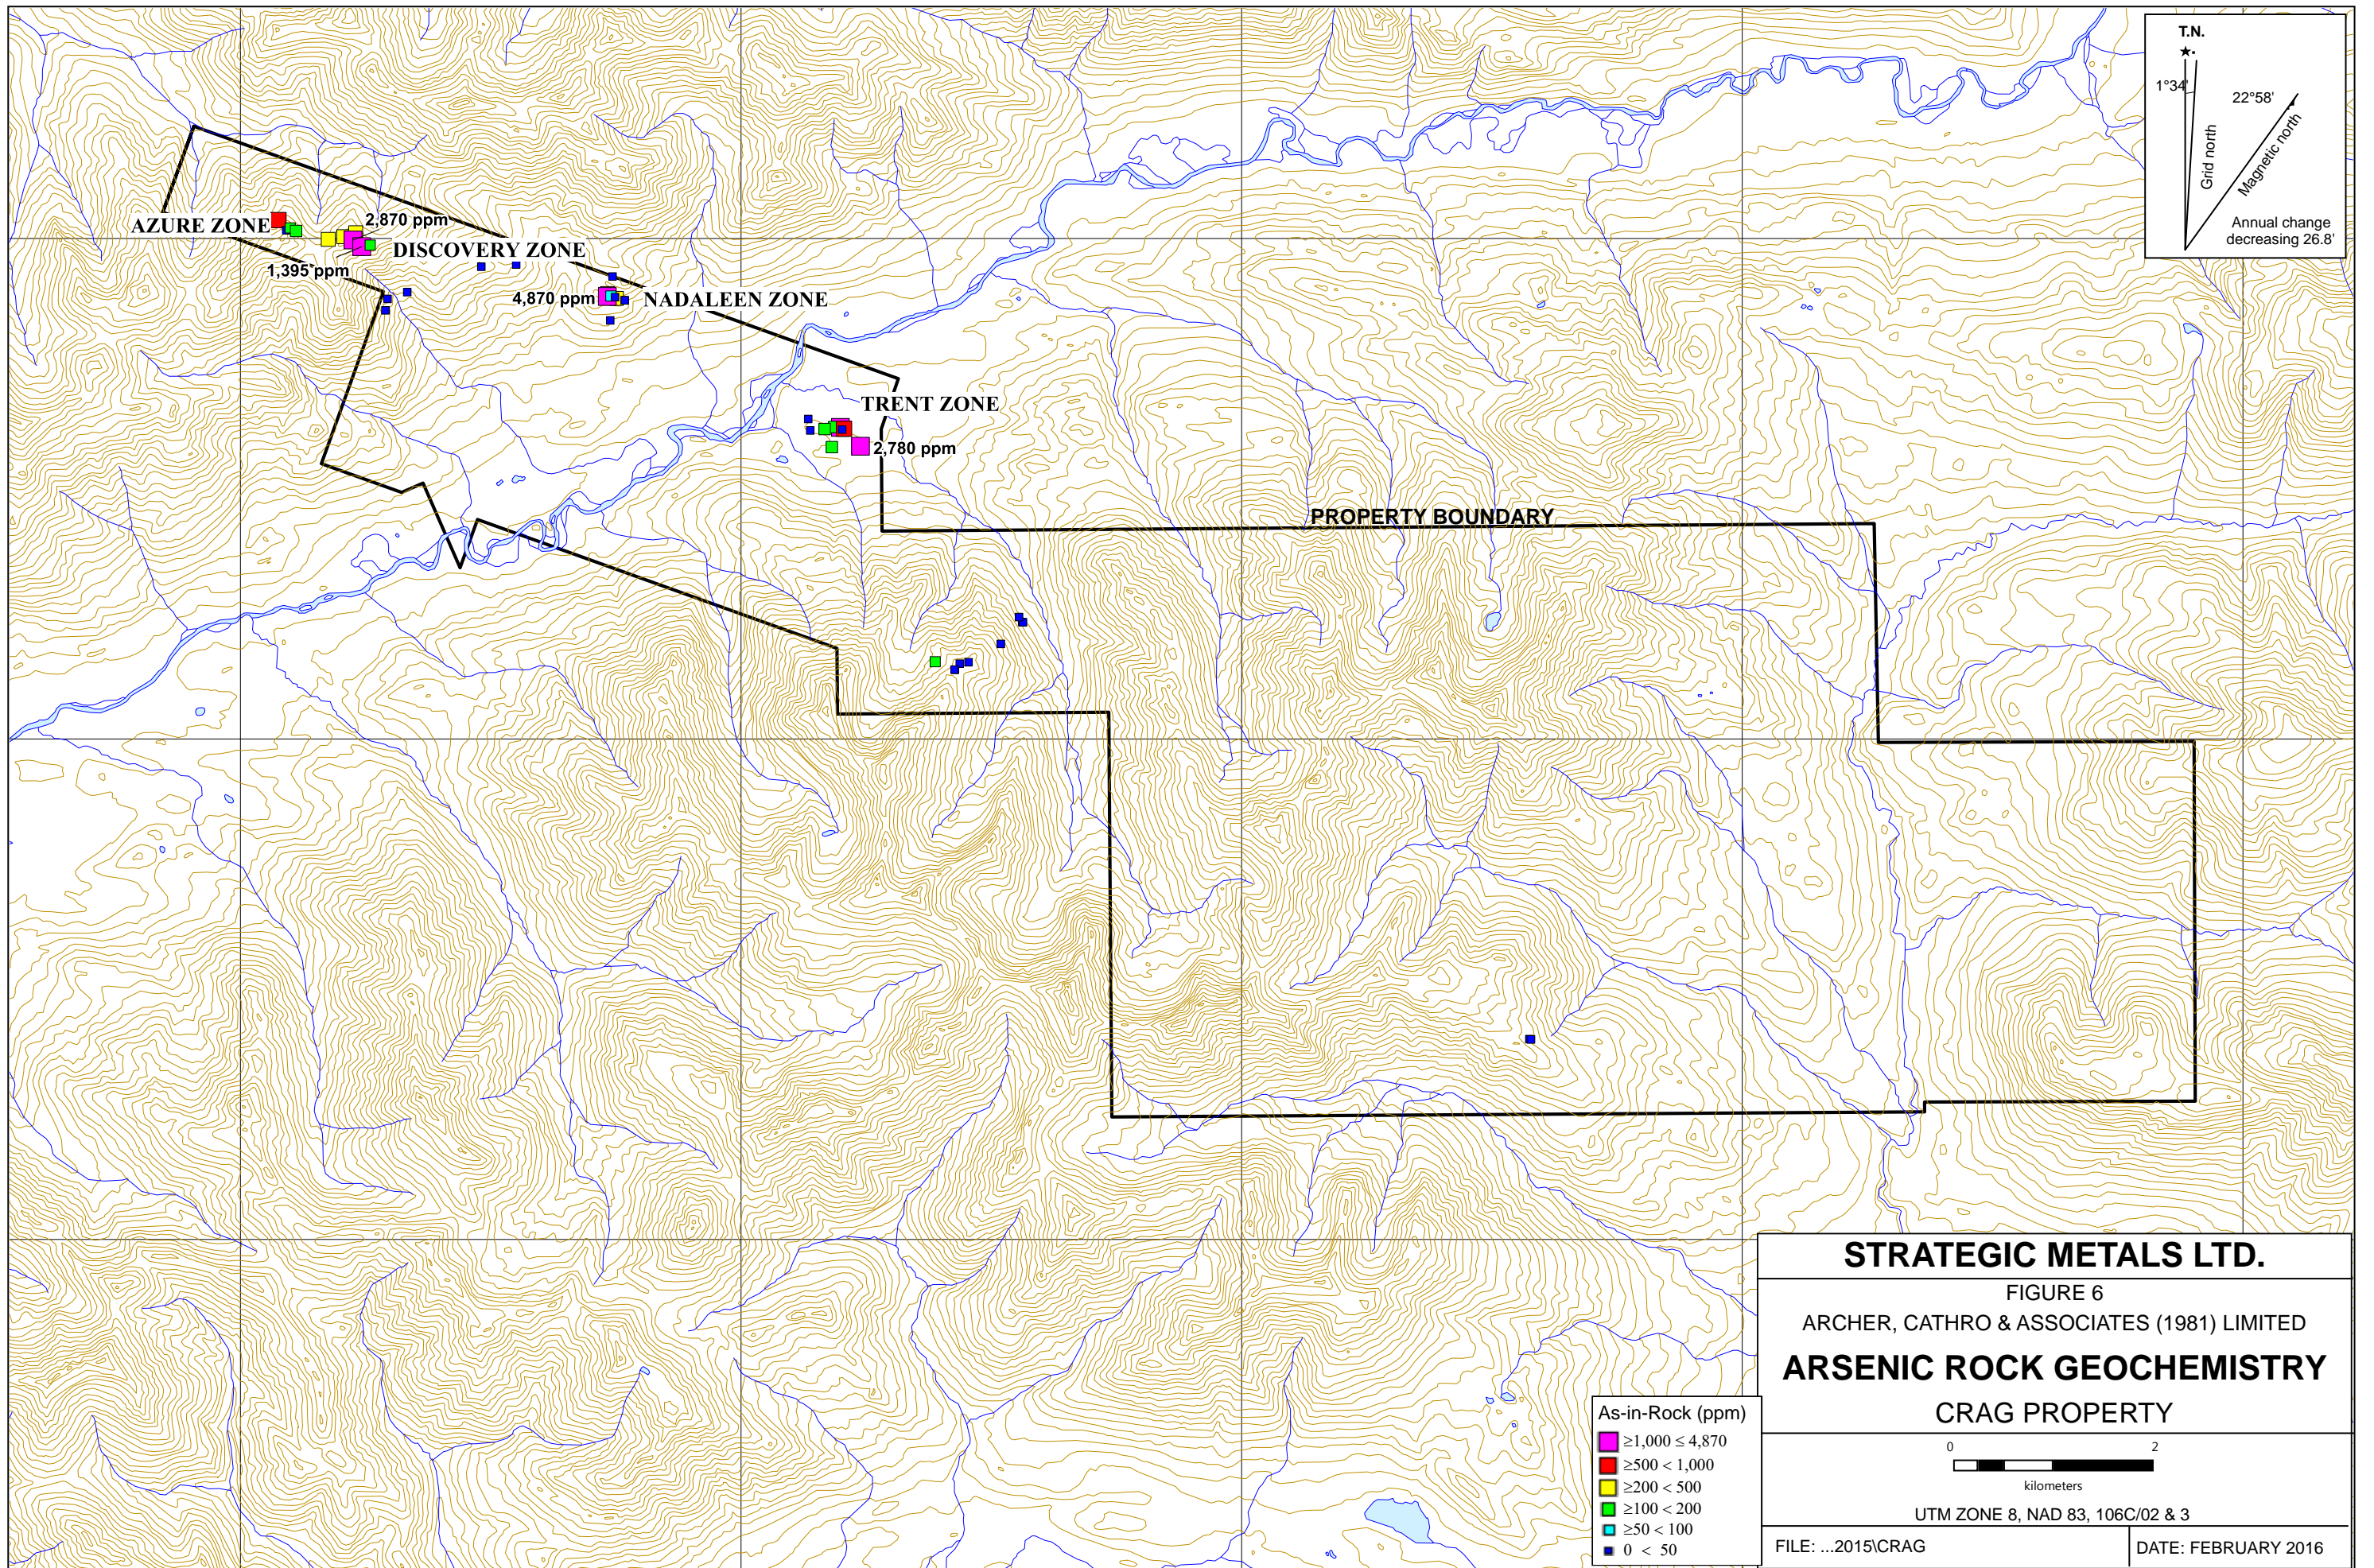 T.N.
1°34'
22°58'
Grid north
Magnetic north
Annual change
decreasing 26.8'
AZURE ZONE
2,870 ppm
DISCOVERY ZONE
1,395 ppm
4,870 ppm
NADALEEN ZONE
TRENT ZONE
2,780 ppm
PROPERTY BOUNDARY
STRATEGIC METALS LTD.
FIGURE 6
ARCHER, CATHRO & ASSOCIATES (1981) LIMITED
ARSENIC ROCK GEOCHEMISTRY
CRAG PROPERTY
0 2
kilometers
UTM ZONE 8, NAD 83, 106C/02 & 3
FILE: ...2015\CRAG
DATE: FEBRUARY 2016
As-in-Rock (ppm)
≥1,000 ≤ 4,870
≥500 < 1,000
≥200 < 500
≥100 < 200
≥50 < 100
0 < 50